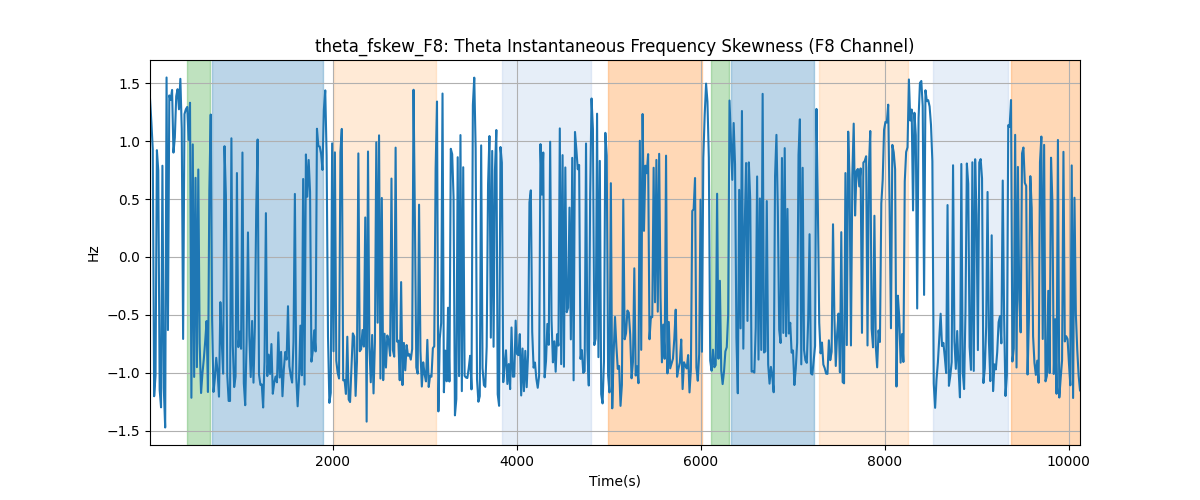 theta_fskew_F8: Theta Instantaneous Frequency Skewness (F8 Channel)
1.5
1.0
0.5
0.0
−0.5
−1.0
−1.5
Hz
2000 4000 6000 8000 10000
Time(s)